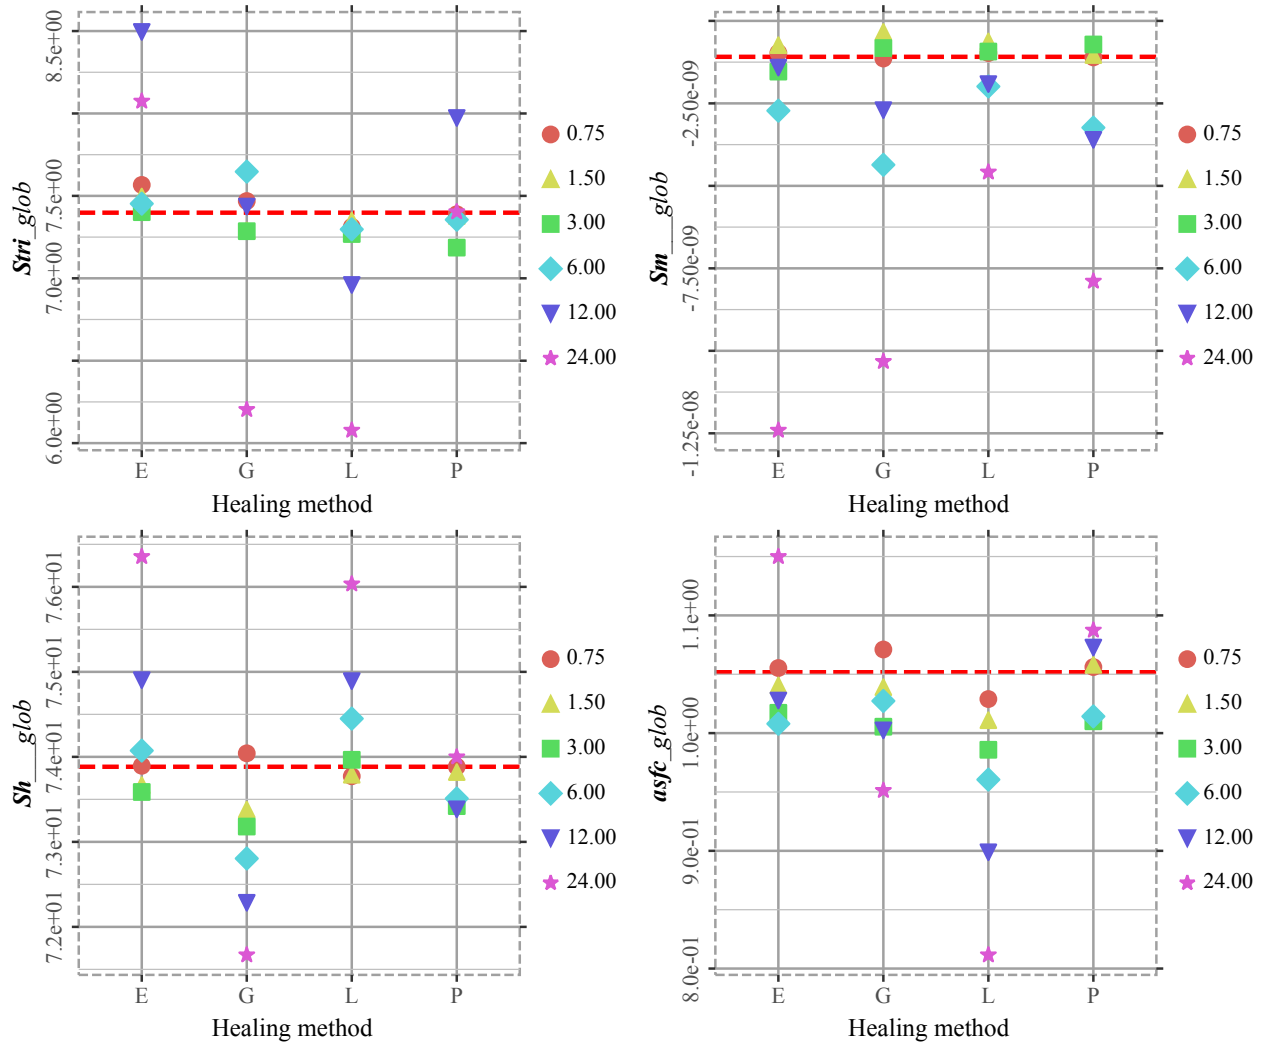 8.5e+00
7.5e+00
7.0e+00
6.0e+00
Stri_glob
E G L P
Healing method
0.75
1.50
3.00
6.00
12.00
24.00
-2.50e-09
-7.50e-09
-1.25e-08
Sm___glob
E G L P
Healing method
0.75
1.50
3.00
6.00
12.00
24.00
7.6e+01
7.5e+01
7.4e+01
7.3e+01
7.2e+01
Sh___glob
E G L P
Healing method
0.75
1.50
3.00
6.00
12.00
24.00
1.1e+00
1.0e+00
9.0e-01
8.0e-01
asfc_glob
E G L P
Healing method
0.75
1.50
3.00
6.00
12.00
24.00